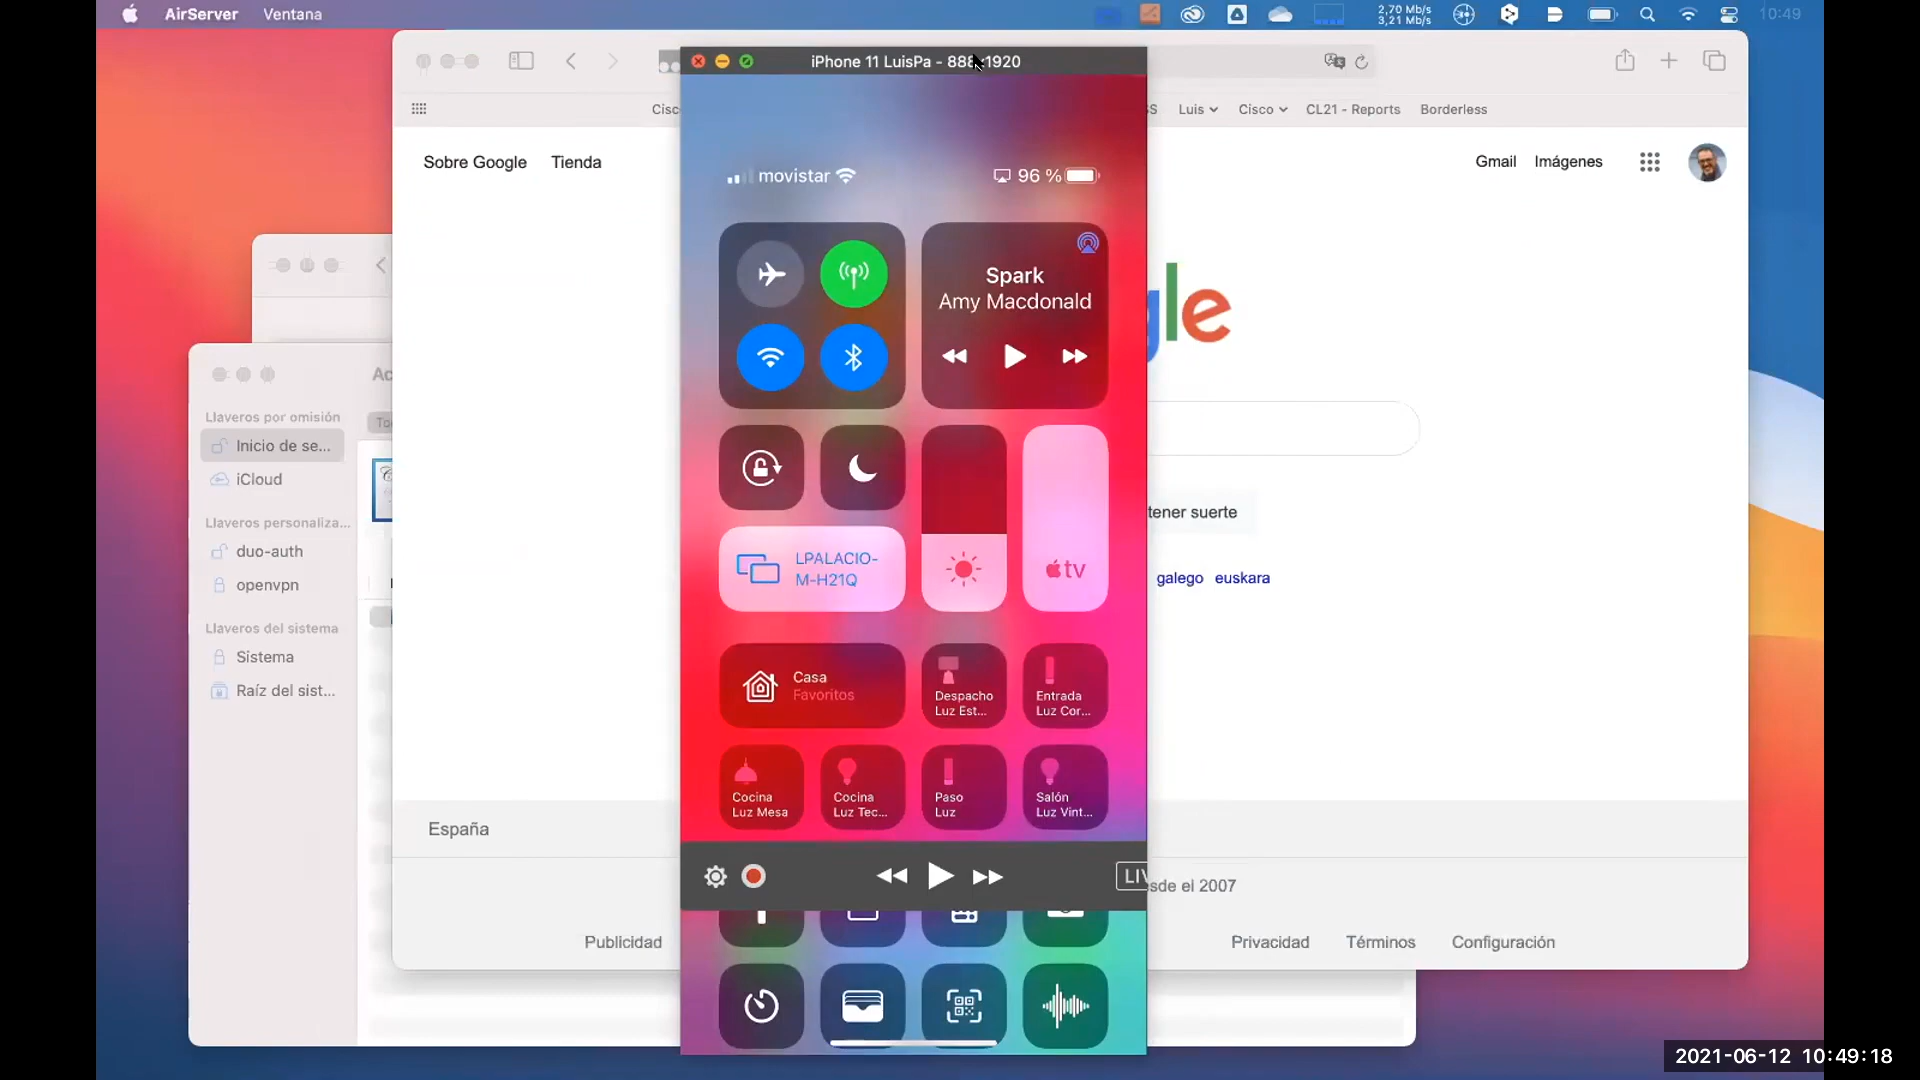 AirServer Ventana
2,70 Mb/s
3,21 Mb/s
10:49
iPhone 11 LuisPa - 888 1920
Luis
Cisco
CL21 - Reports
Borderless
Sobre Google
Tienda
Gmail
Imágenes
movistar
96 %
Spark
Amy Macdonald
LPALACIO-
M-H21Q
tv
Casa
Favoritos
Despacho
Luz Est...
Entrada
Luz Cor...
Cocina
Luz Mesa
Cocina
Luz Tec...
Paso
Luz
Salón
Luz Vint...
Llaveros por omisión
Inicio de se...
iCloud
Llaveros personaliza...
duo-auth
openvpn
Llaveros del sistema
Sistema
Raíz del sist...
gle
tener suerte
galego euskara
España
LIV
sde el 2007
Publicidad
Privacidad
Términos
Configuración
2021-06-12 10:49:18